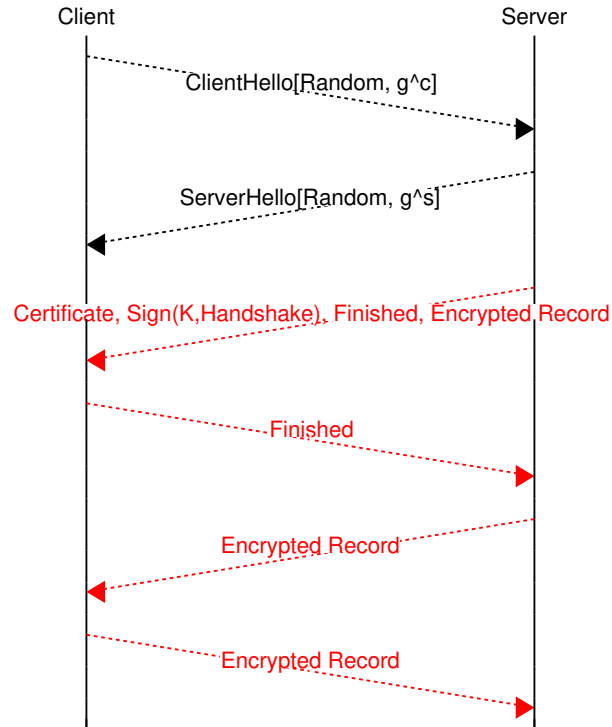 Client
Server
ClientHello[Random, g^c]
ServerHello[Random, g^s]
Certificate, Sign(K,Handshake), Finished, Encrypted Record
Finished
Encrypted Record
Encrypted Record